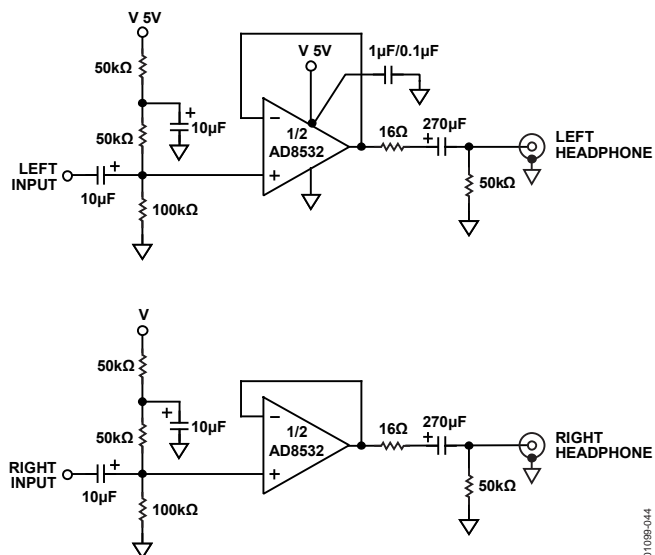 V 5V
50kΩ
V 5V
1µF/0.1µF
+
10µF
50kΩ
−
1/2
AD8532
+
LEFT
INPUT
+
10µF
100kΩ
16Ω
270µF
+
50kΩ
LEFT
HEADPHONE
V
50kΩ
+
10µF
50kΩ
−
1/2
AD8532
+
RIGHT
INPUT
+
10µF
100kΩ
16Ω
270µF
+
50kΩ
RIGHT
HEADPHONE
01099-044